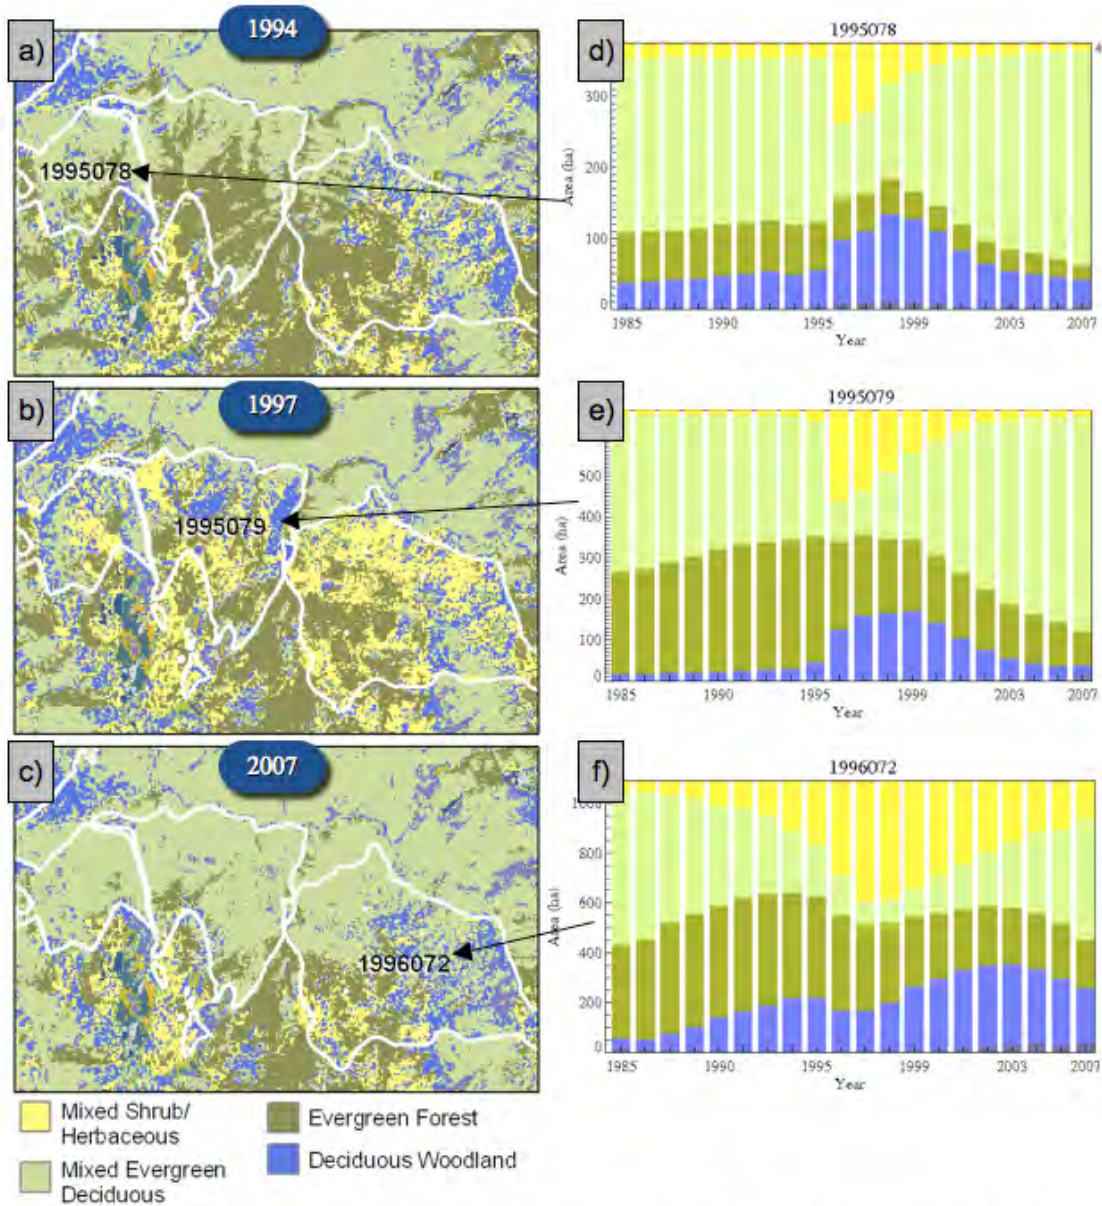 a)
1994
1995078
d)
1995078
4
300
200
100
0
Area (ha)
1985
1990
1995
1999
2003
2007
Year
b)
1997
1995079
e)
1995079
500
400
300
200
100
0
Area (ha)
1985
1990
1995
1999
2003
2007
Year
c)
2007
1996072
f)
1996072
1000
800
600
400
200
0
Area (ha)
1985
1990
1995
1999
2003
2007
Year
Mixed Shrub/
Herbaceous
Evergreen Forest
Mixed Evergreen
Deciduous
Deciduous Woodland